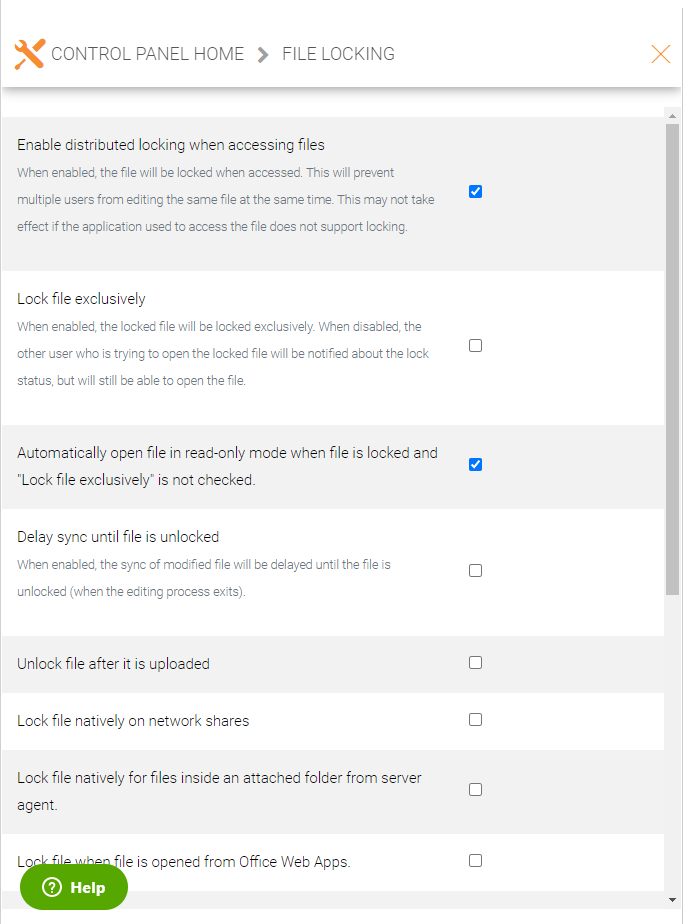 CONTROL PANEL HOME > FILE LOCKING
Enable distributed locking when accessing files
When enabled, the file will be locked when accessed. This will prevent
multiple users from editing the same file at the same time. This may not take
effect if the application used to access the file does not support locking.
Lock file exclusively
When enabled, the locked file will be locked exclusively. When disabled, the
other user who is trying to open the locked file will be notified about the lock
status, but will still be able to open the file.
Automatically open file in read-only mode when file is locked and
"Lock file exclusively" is not checked.
Delay sync until file is unlocked
When enabled, the sync of modified file will be delayed until the file is
unlocked (when the editing process exits).
Unlock file after it is uploaded
Lock file natively on network shares
Lock file natively for files inside an attached folder from server
agent.
Lock file when file is opened from Office Web Apps.
Help